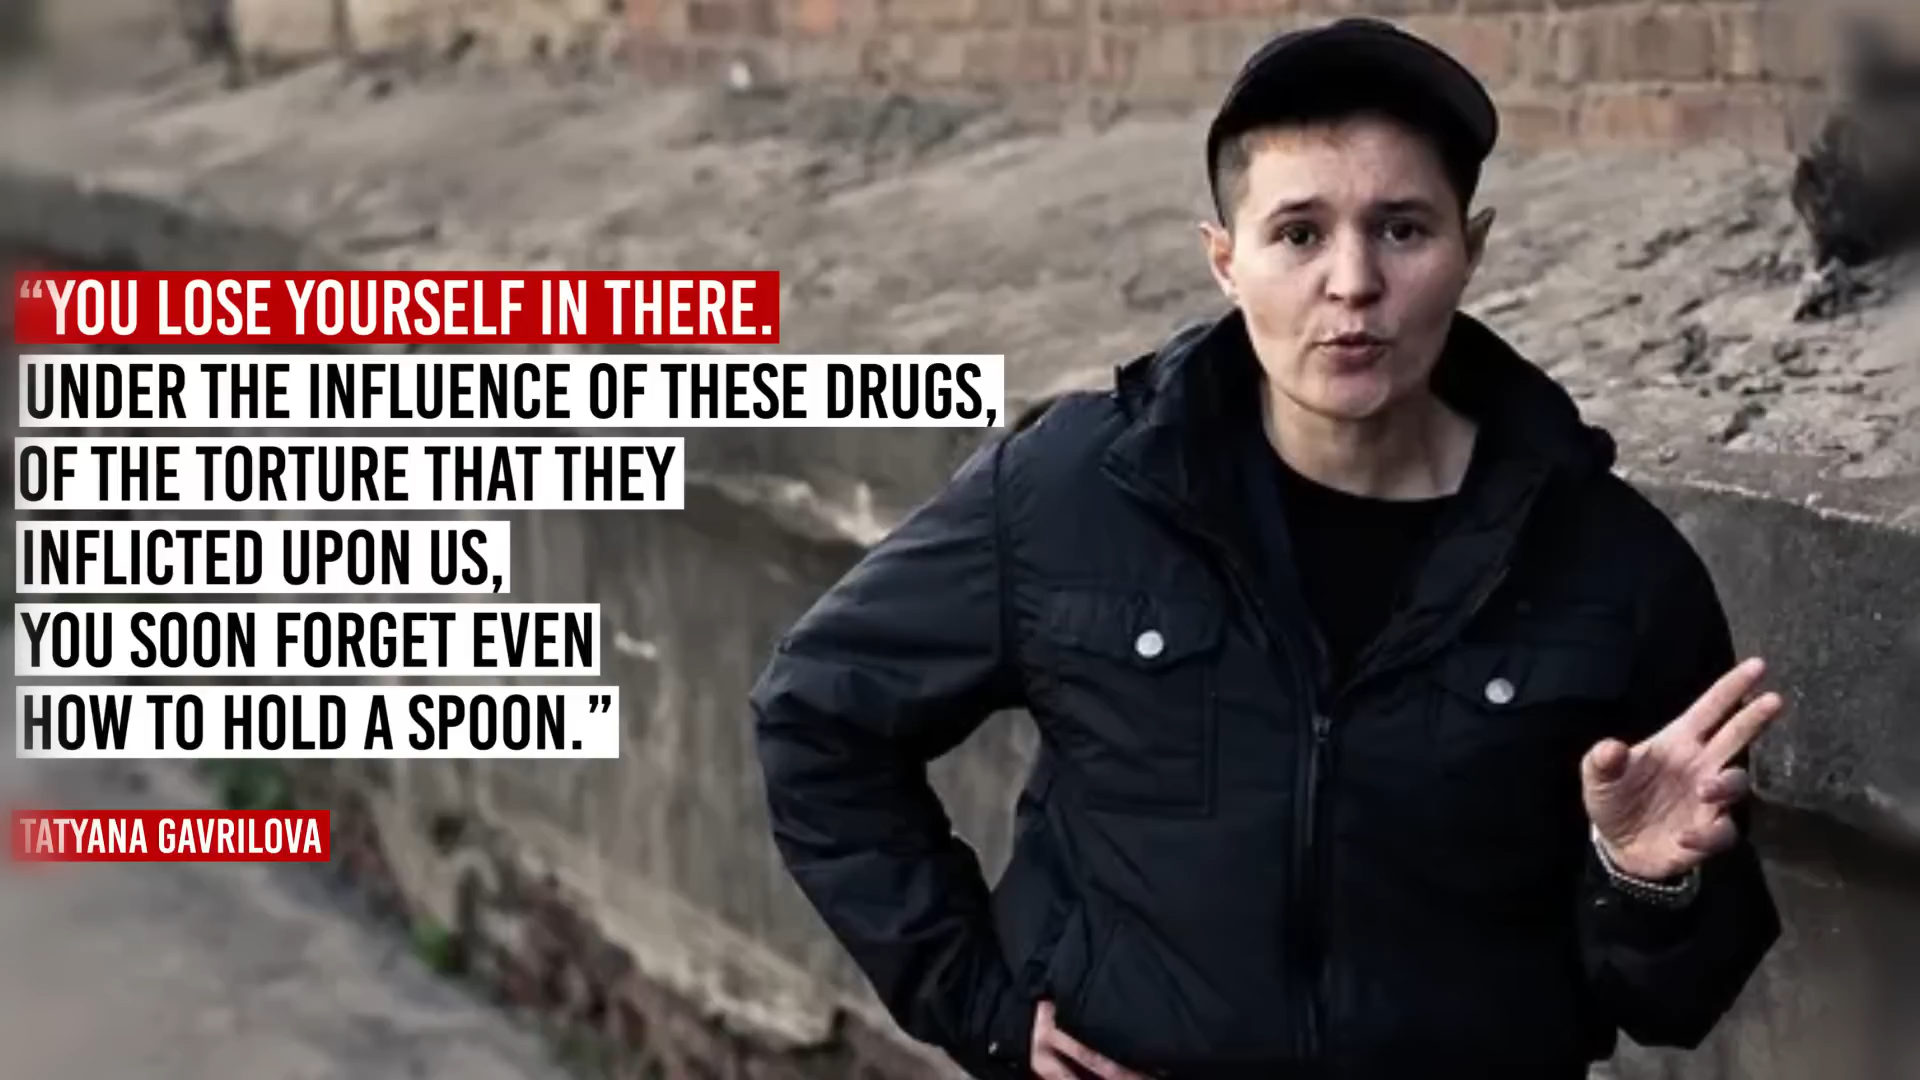 “YOU LOSE YOURSELF IN THERE.
UNDER THE INFLUENCE OF THESE DRUGS,
OF THE TORTURE THAT THEY
INFLICTED UPON US,
YOU SOON FORGET EVEN
HOW TO HOLD A SPOON.”
TATYANA GAVRILOVA